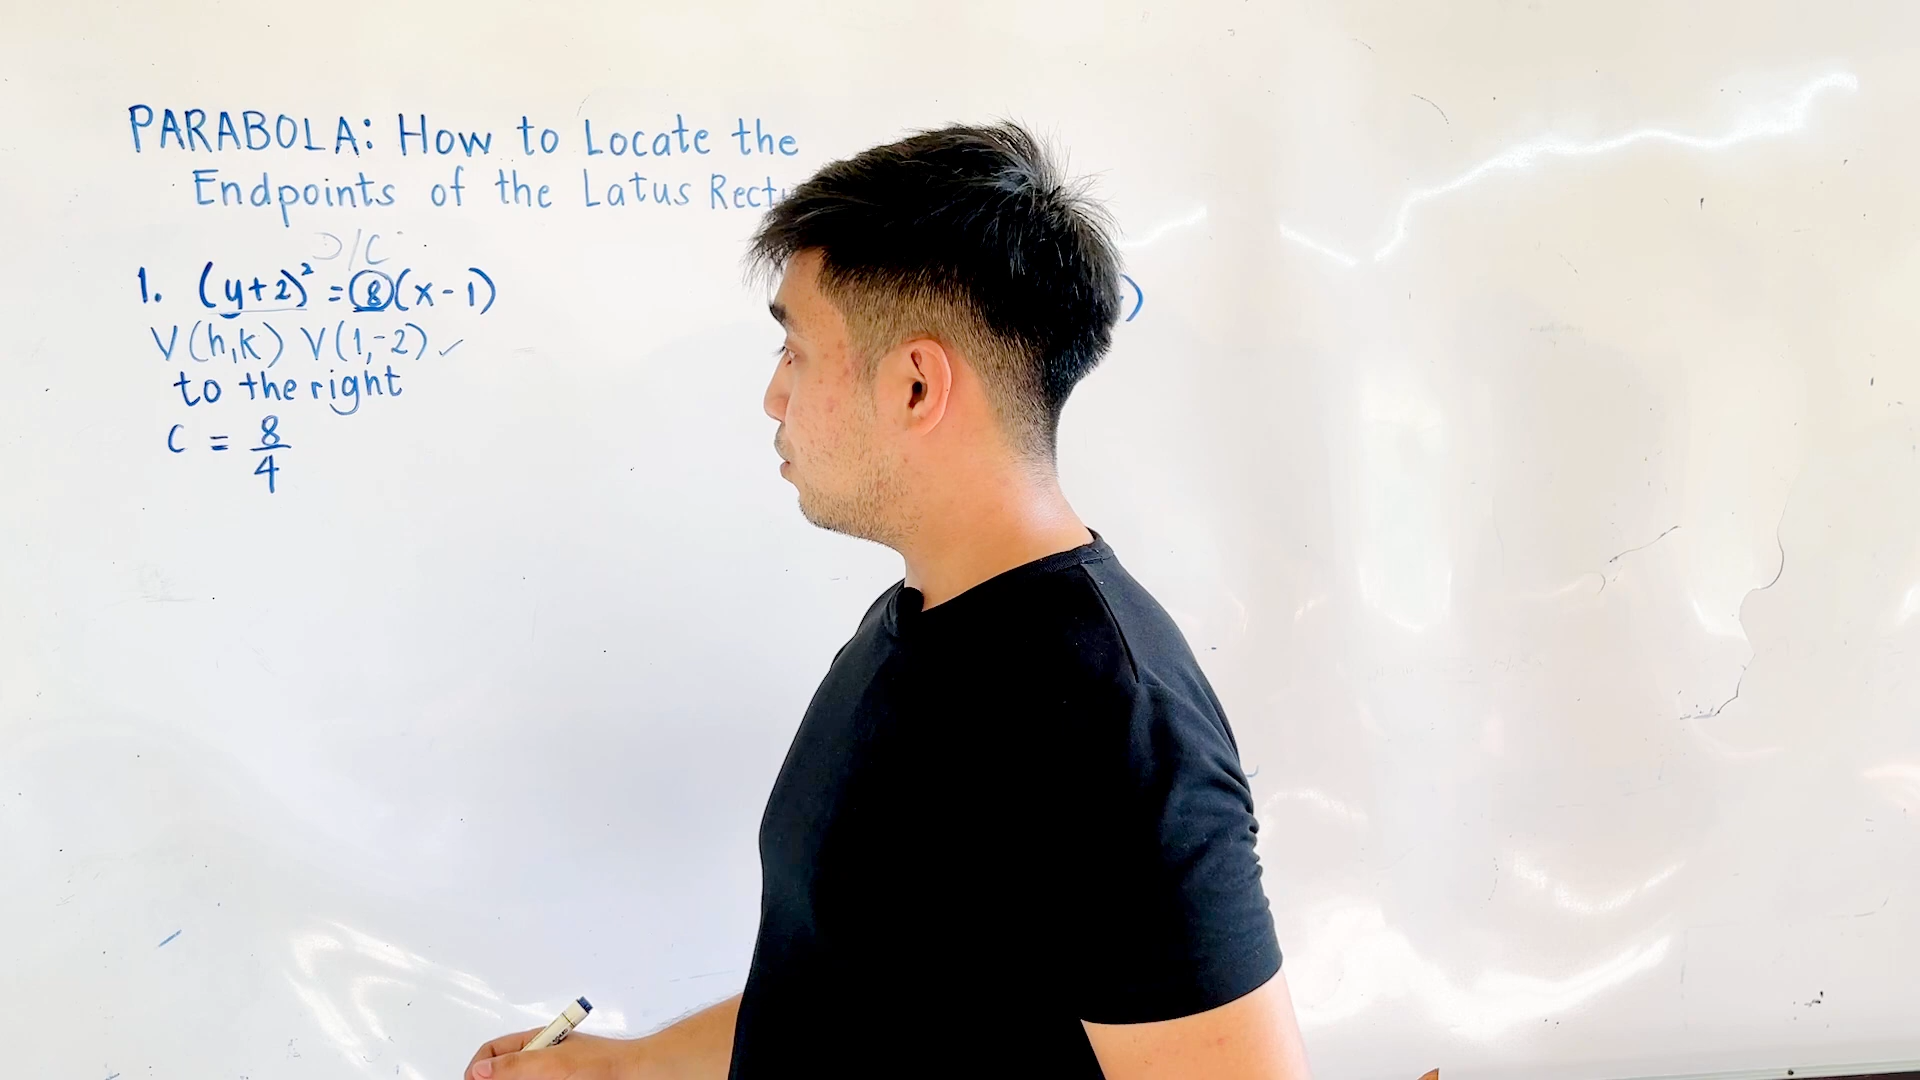 PARABOLA: How to Locate the
Endpoints of the Latus
D/C
1. (y+2)² = 8(x-1)
V(h,k) V(1,-2) ✓
to the right
C = 8/4